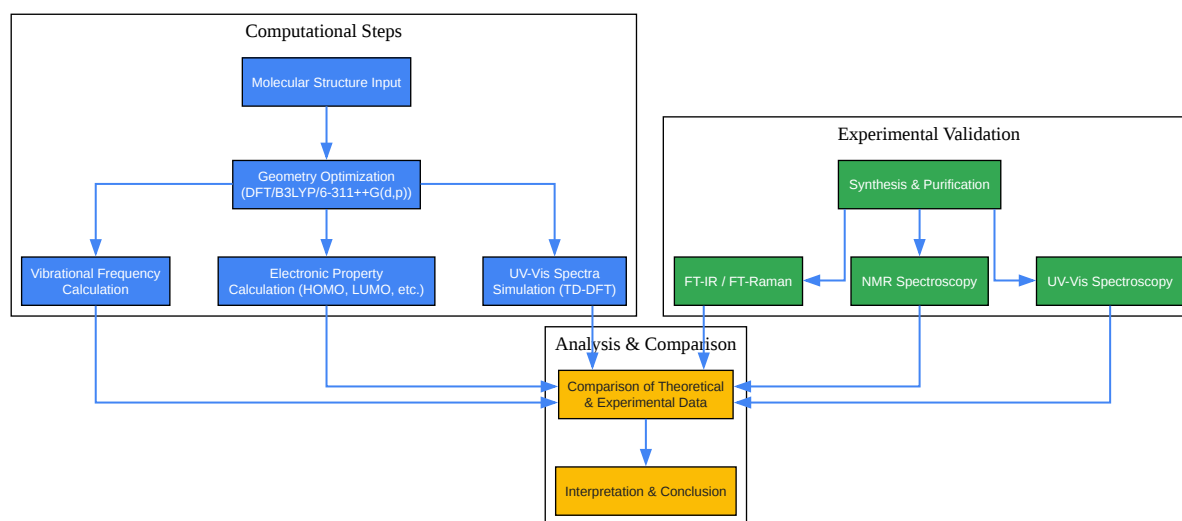 Computational Steps
Molecular Structure Input
Geometry Optimization
(DFT/B3LYP/6-311++G(d,p))
Vibrational Frequency
Calculation
Electronic Property
Calculation (HOMO, LUMO, etc.)
UV-Vis Spectra
Simulation (TD-DFT)
Experimental Validation
Synthesis & Purification
FT-IR / FT-Raman
NMR Spectroscopy
UV-Vis Spectroscopy
Analysis & Comparison
Comparison of Theoretical
& Experimental Data
Interpretation & Conclusion